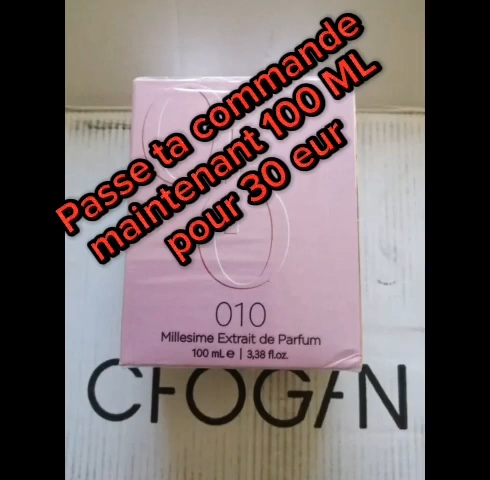 Passe ta commande
maintenant 100 ML
pour 30 eur
010
Millesime Extrait de Parfum
100 mL e | 3,38 fl.oz.
CHOGAN